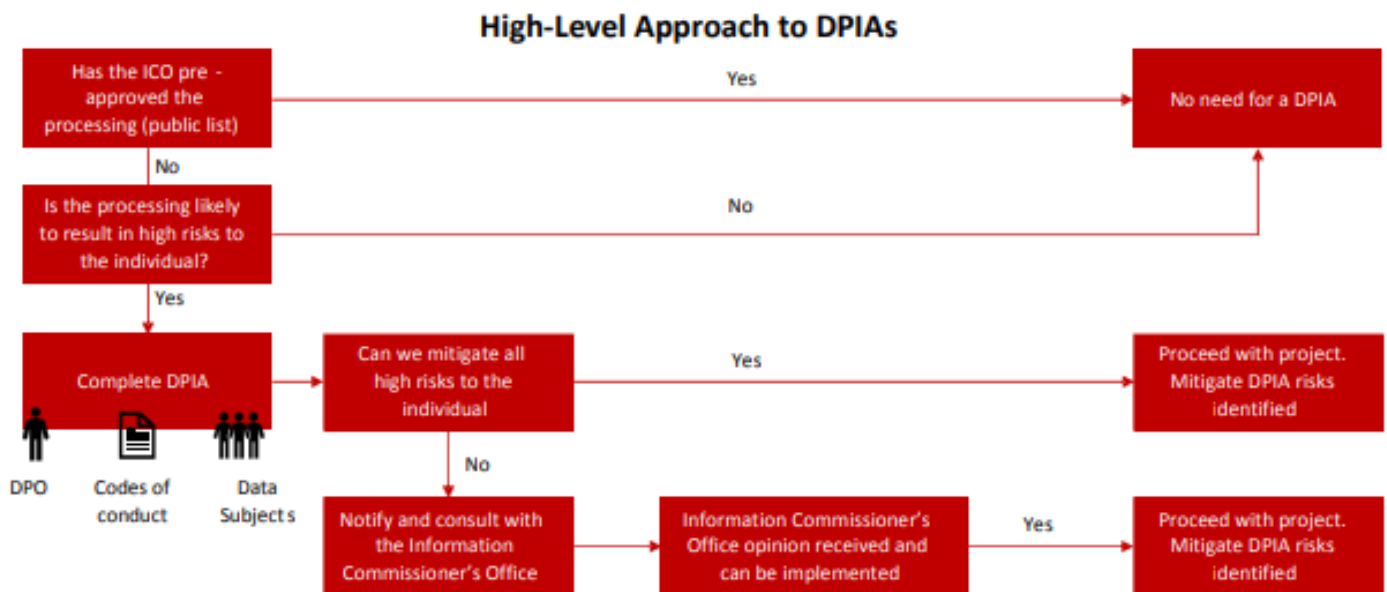 High-Level Approach to DPIAs
Has the ICO pre -
approved the
processing (public list)
Yes
No need for a DPIA
No
Is the processing likely
to result in high risks to
the individual?
No
Yes
Complete DPIA
Can we mitigate all
high risks to the
individual
Yes
Proceed with project.
Mitigate DPIA risks
identified
DPO
Codes of
conduct
Data
Subjects
No
Notify and consult with
the Information
Commissioner's Office
Information Commissioner's
Office opinion received and
can be implemented
Yes
Proceed with project.
Mitigate DPIA risks
identified